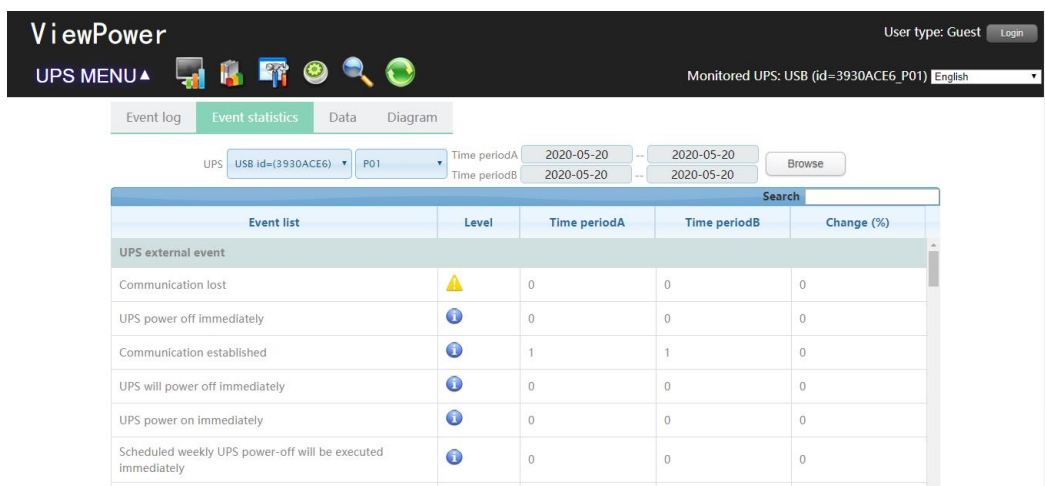 ViewPower
User type: Guest Login
UPS MENU▲
Monitored UPS: USB (id=3930ACE6_P01) English
Event log Event statistics Data Diagram
UPS USB id=(3930ACE6) P01
Time periodA 2020-05-20 -- 2020-05-20
Time periodB 2020-05-20 -- 2020-05-20
Browse
Search
Event list Level Time periodA Time periodB Change (%)
UPS external event
Communication lost 0 0 0
UPS power off immediately 0 0 0
Communication established 1 1 0
UPS will power off immediately 0 0 0
UPS power on immediately 0 0 0
Scheduled weekly UPS power-off will be executed
immediately 0 0 0